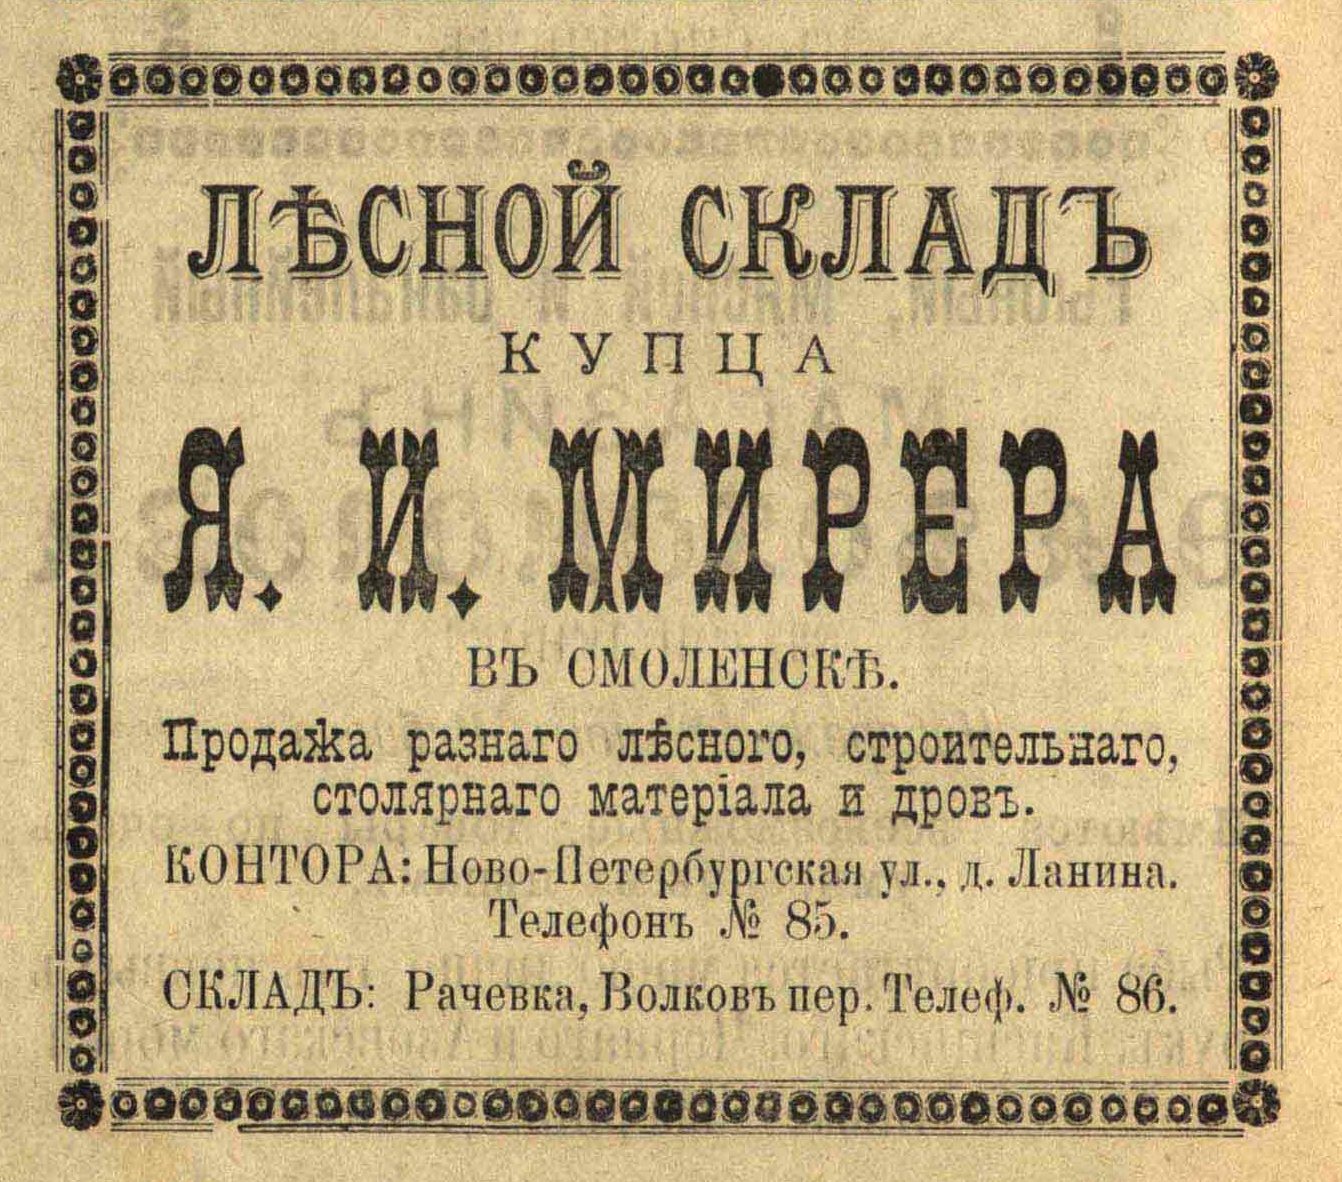 ЛѢСНОЙ СКЛАДЪ
КУПЦА
Я. И. МИРЕРА
ВЪ СМОЛЕНСКѢ.
Продажа разнаго лѣсного, строительнаго,
столярнаго матеріала и дровъ.
КОНТОРА: Ново-Петербургская ул., д. Ланина.
Телефонъ № 85.
СКЛАДЪ: Рачевка, Волковъ пер. Телеф. № 86.